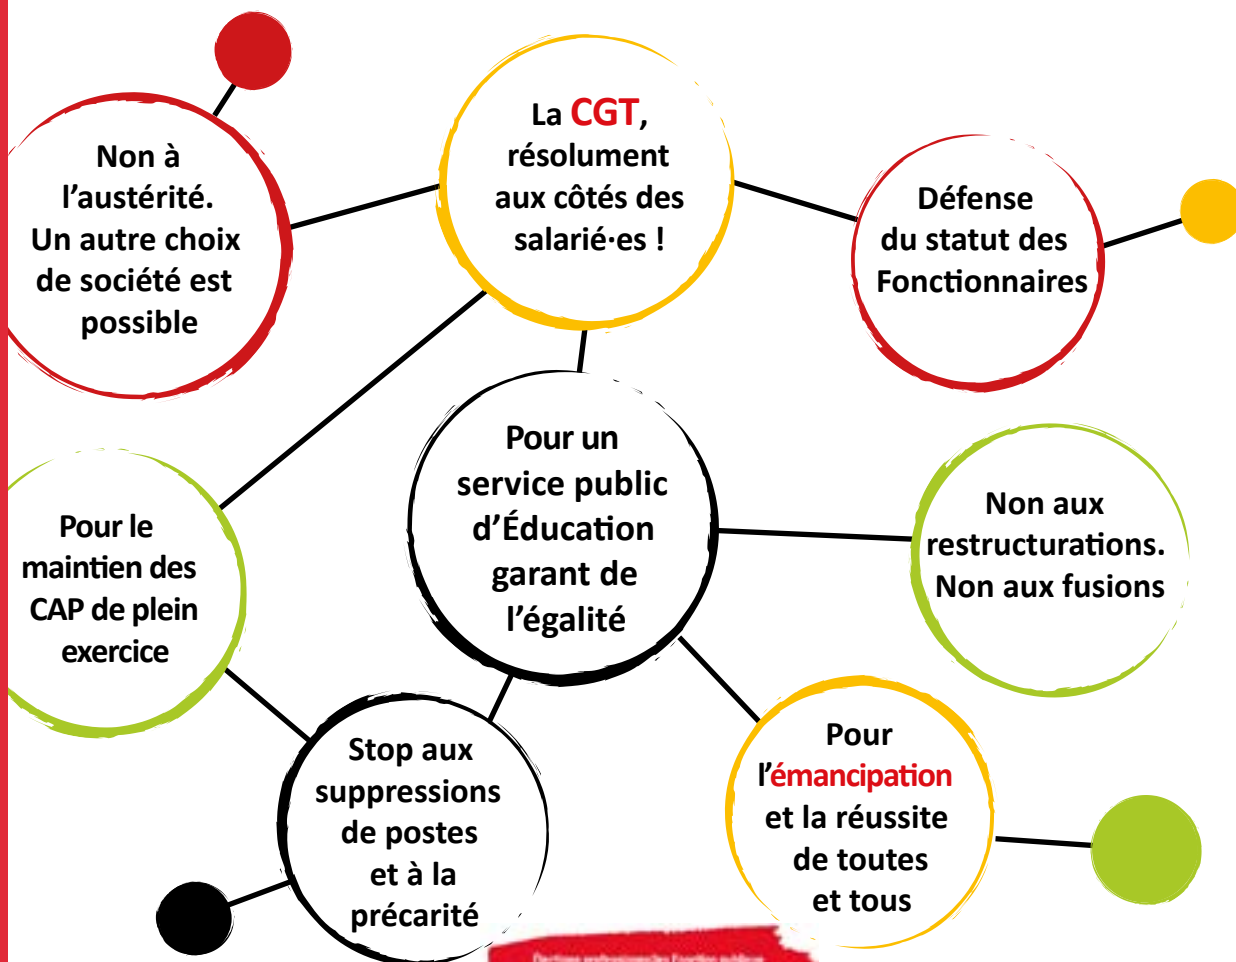 Non à
l'austérité.
Un autre choix
de société est
possible
La CGT,
résolument
aux côtés des
salarié·es !
Défense
du statut des
Fonctionnaires
Pour un
service public
d'Éducation
garant de
l'égalité
Pour le
maintien des
CAP de plein
exercice
Non aux
restructurations.
Non aux fusions
Stop aux
suppressions
de postes
et à la
précarité
Pour
l'émancipation
et la réussite
de toutes
et tous